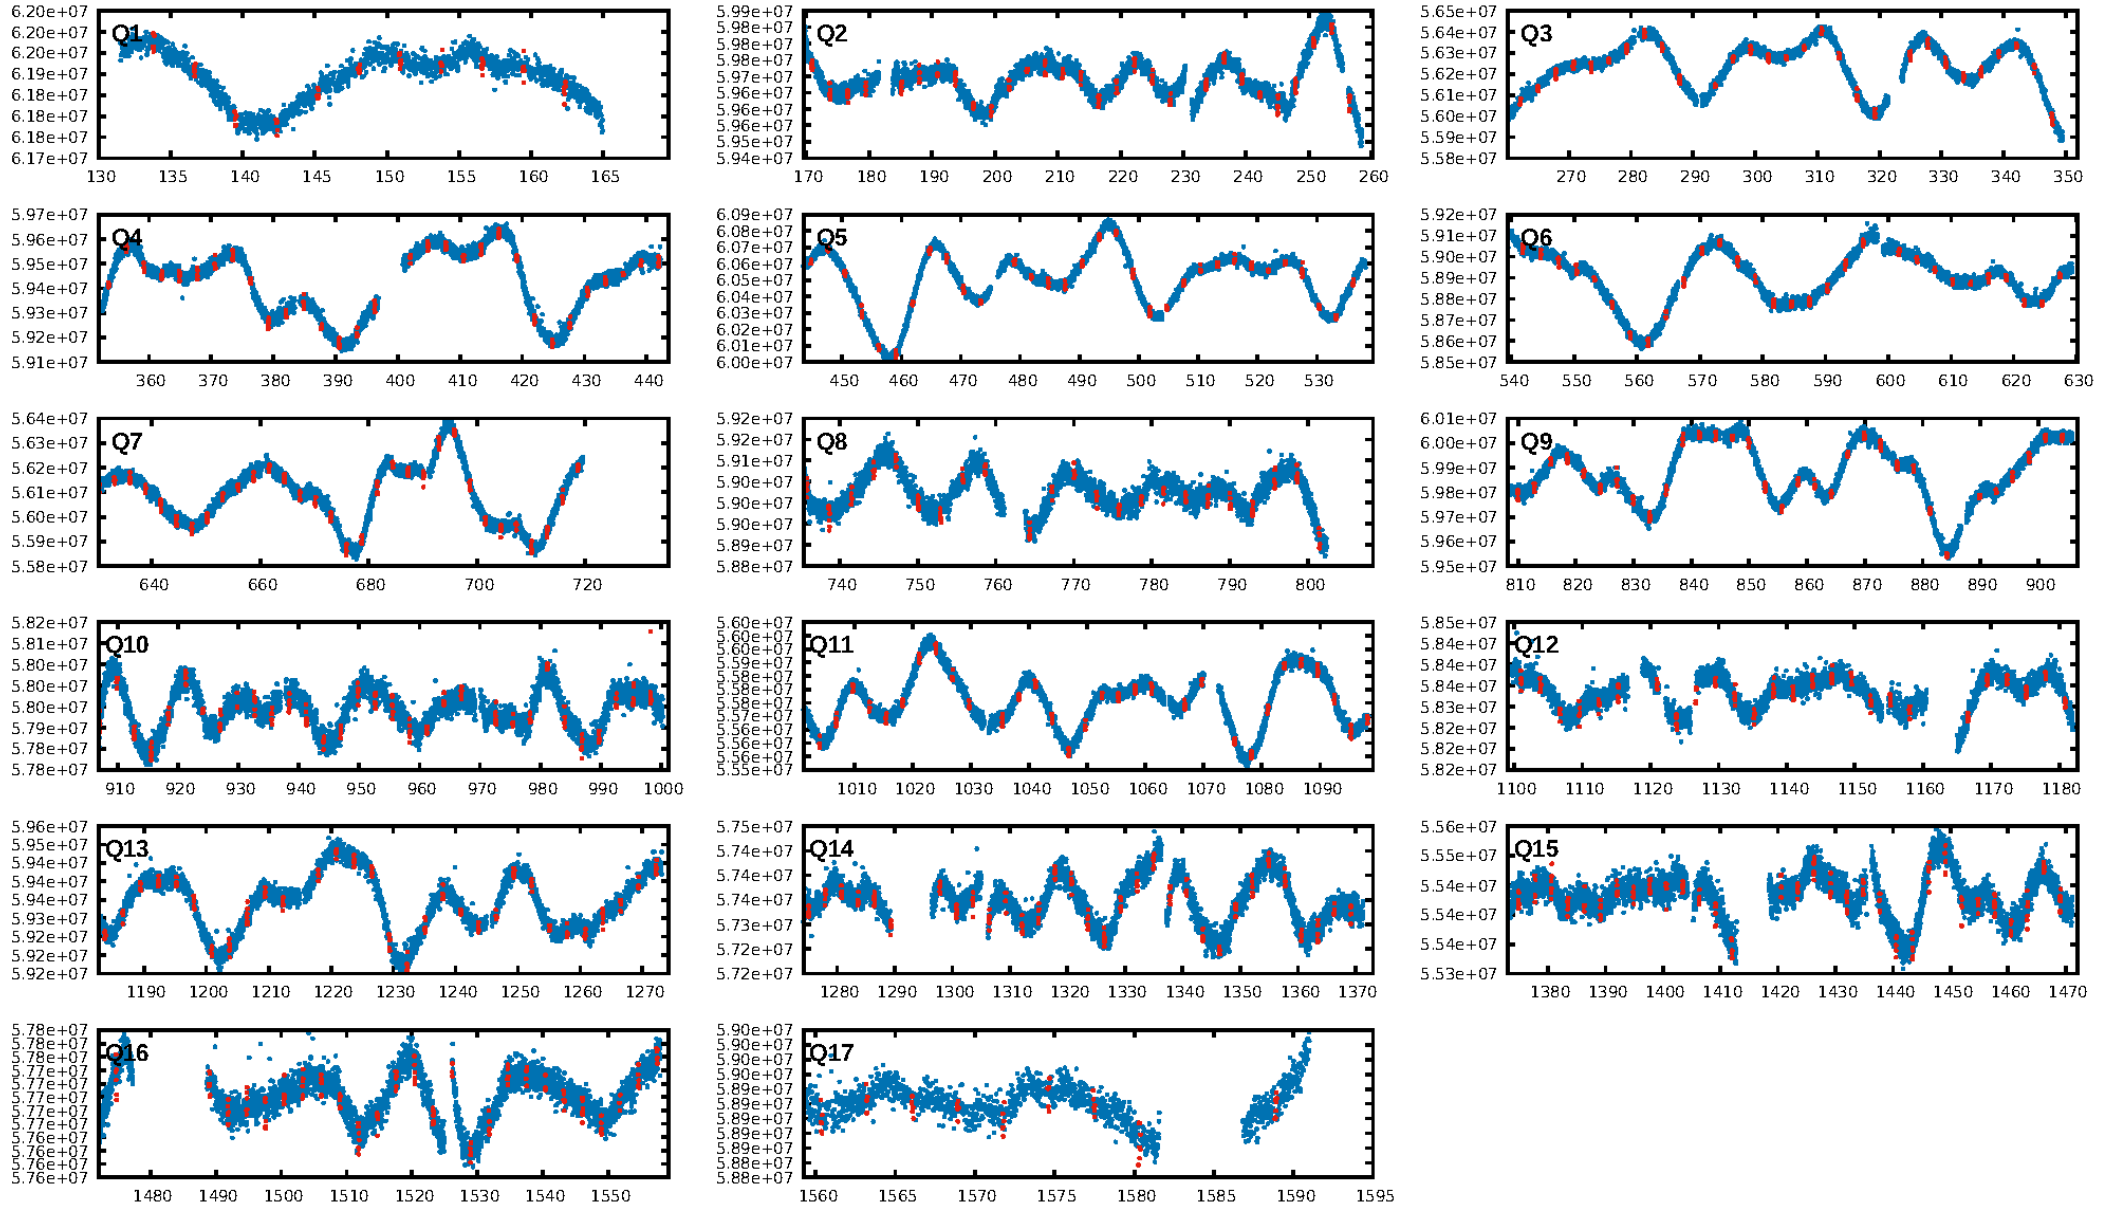 6.20e+07
6.20e+07
6.20e+07
6.19e+07
6.18e+07
6.18e+07
6.18e+07
6.17e+07
Q1
130 135 140 145 150 155 160 165
5.99e+07
5.98e+07
5.98e+07
5.98e+07
5.97e+07
5.96e+07
5.96e+07
5.96e+07
5.95e+07
5.94e+07
Q2
170 180 190 200 210 220 230 240 250 260
5.65e+07
5.64e+07
5.62e+07
5.61e+07
5.60e+07
5.59e+07
5.58e+07
Q3
270 280 290 300 310 320 330 340 350
5.97e+07
5.96e+07
5.95e+07
5.94e+07
5.93e+07
5.92e+07
5.91e+07
Q4
360 370 380 390 400 410 420 430 440
6.09e+07
6.08e+07
6.07e+07
6.06e+07
6.04e+07
6.03e+07
6.02e+07
6.01e+07
6.00e+07
Q5
450 460 470 480 490 500 510 520 530
5.92e+07
5.91e+07
5.90e+07
5.89e+07
5.88e+07
5.87e+07
5.86e+07
5.85e+07
Q6
540 550 560 570 580 590 600 610 620 630
5.64e+07
5.63e+07
5.62e+07
5.61e+07
5.60e+07
5.59e+07
5.58e+07
Q7
640 660 680 700 720
5.92e+07
5.92e+07
5.91e+07
5.90e+07
5.90e+07
5.90e+07
5.89e+07
5.88e+07
Q8
740 750 760 770 780 790 800
6.01e+07
6.00e+07
5.99e+07
5.98e+07
5.97e+07
5.96e+07
5.95e+07
Q9
810 820 830 840 850 860 870 880 890 900
5.82e+07
5.81e+07
5.80e+07
5.80e+07
5.80e+07
5.79e+07
5.78e+07
5.78e+07
Q10
910 920 930 940 950 960 970 980 990 1000
5.60e+07
5.60e+07
5.59e+07
5.58e+07
5.58e+07
5.58e+07
5.57e+07
5.56e+07
5.56e+07
5.56e+07
5.55e+07
Q11
1010 1020 1030 1040 1050 1060 1070 1080 1090
5.85e+07
5.84e+07
5.84e+07
5.84e+07
5.83e+07
5.82e+07
5.82e+07
5.82e+07
Q12
1100 1110 1120 1130 1140 1150 1160 1170 1180
5.96e+07
5.95e+07
5.94e+07
5.94e+07
5.94e+07
5.93e+07
5.92e+07
5.92e+07
5.92e+07
Q13
1190 1200 1210 1220 1230 1240 1250 1260 1270
5.75e+07
5.74e+07
5.74e+07
5.74e+07
5.73e+07
5.72e+07
5.72e+07
Q14
1280 1290 1300 1310 1320 1330 1340 1350 1360 1370
5.56e+07
5.55e+07
5.54e+07
5.54e+07
5.54e+07
5.53e+07
Q15
1380 1390 1400 1410 1420 1430 1440 1450 1460 1470
5.78e+07
5.78e+07
5.78e+07
5.77e+07
5.77e+07
5.77e+07
5.77e+07
5.77e+07
5.76e+07
5.76e+07
5.76e+07
5.76e+07
Q16
1480 1490 1500 1510 1520 1530 1540 1550
5.90e+07
5.90e+07
5.90e+07
5.90e+07
5.89e+07
5.89e+07
5.89e+07
5.89e+07
5.89e+07
5.88e+07
5.88e+07
Q17
1560 1565 1570 1575 1580 1585 1590 1595